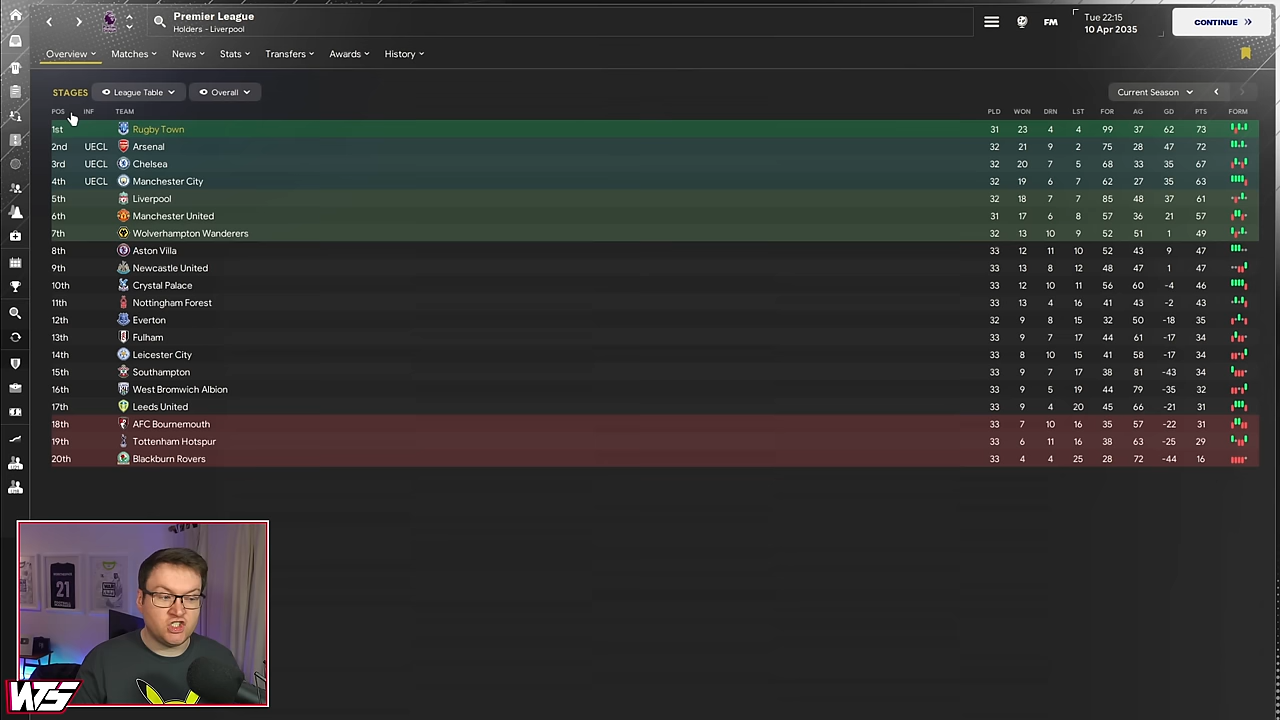 Premier League
Holders - Liverpool
FM
Tue 22:15
10 Apr 2035
CONTINUE
Overview Matches News Stats Transfers Awards History
STAGES League Table Overall Current Season
POS INF TEAM PLD WON DRN LST FOR AG GD PTS FORM
1st Rugby Town 31 23 4 4 99 37 62 73
2nd UECL Arsenal 32 21 9 2 75 28 47 72
3rd UECL Chelsea 32 20 7 5 68 33 35 67
4th UECL Manchester City 32 19 6 7 62 27 35 63
5th Liverpool 32 18 7 7 85 48 37 61
6th Manchester United 31 17 6 8 57 36 21 57
7th Wolverhampton Wanderers 32 13 10 9 52 51 1 49
8th Aston Villa 33 12 11 10 52 43 9 47
9th Newcastle United 33 13 8 12 48 47 1 47
10th Crystal Palace 33 12 10 11 56 60 -4 46
11th Nottingham Forest 33 13 4 16 41 43 -2 43
12th Everton 32 9 8 15 32 50 -18 35
13th Fulham 33 9 7 17 44 61 -17 34
14th Leicester City 33 8 10 15 41 58 -17 34
15th Southampton 33 9 7 17 38 81 -43 34
16th West Bromwich Albion 33 9 5 19 44 79 -35 32
17th Leeds United 33 9 4 20 45 66 -21 31
18th AFC Bournemouth 33 7 10 16 35 57 -22 31
19th Tottenham Hotspur 33 6 11 16 38 63 -25 29
20th Blackburn Rovers 33 4 4 25 28 72 -44 16
21
WTS